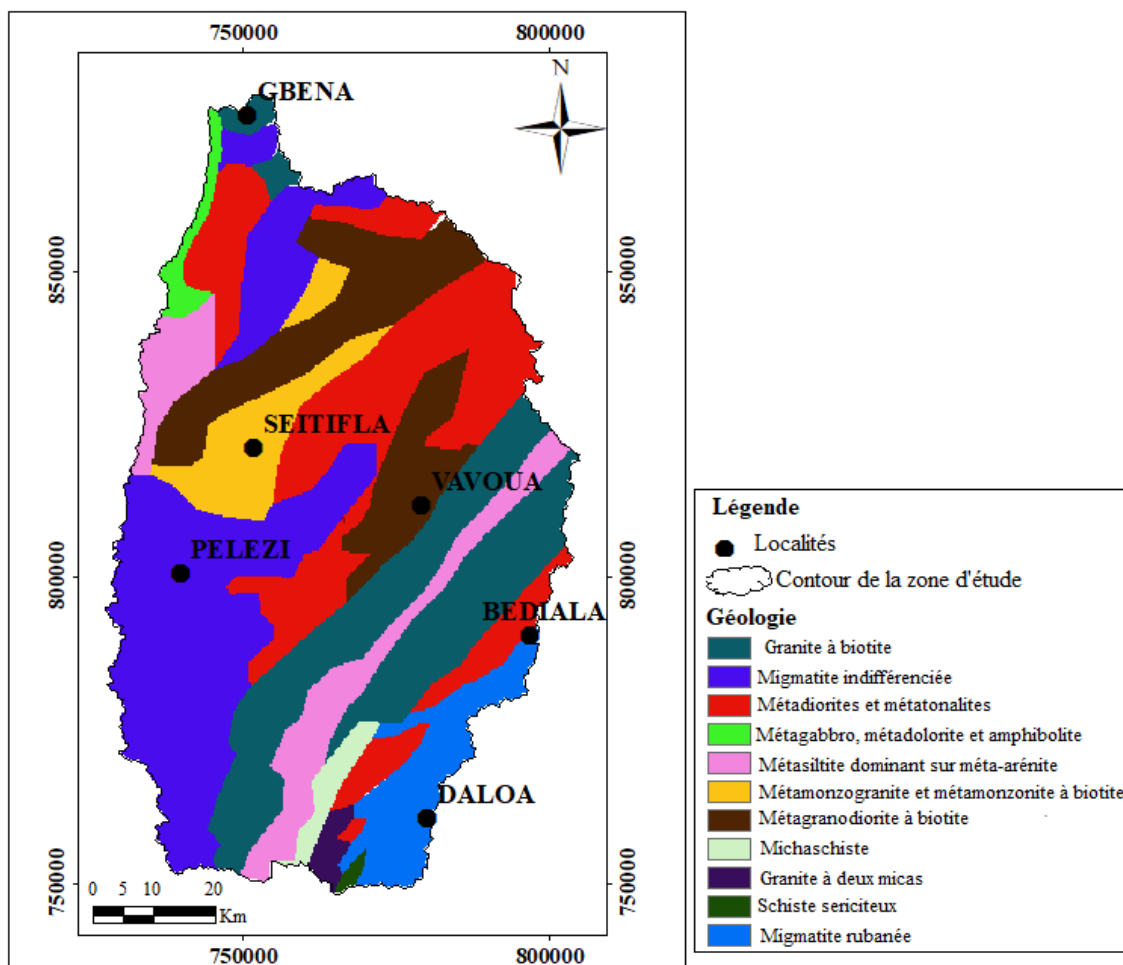 750000
800000
N
GBENA
850000
850000
SEITIFLA
VAVOUA
PELEZI
800000
800000
BEDIALA
DALOA
750000
750000
0 5 10 20
Km
750000
800000
Légende
Localités
Contour de la zone d'étude
Géologie
Granite à biotite
Migmatite indifférenciée
Métadiorites et métatonalites
Métagabbro, métadolorite et amphibolite
Métasiltite dominant sur méta-arénite
Métamonzogranite et métamonzonite à biotite
Métagranodiorite à biotite
Michaschiste
Granite à deux micas
Schiste sericiteux
Migmatite rubanée